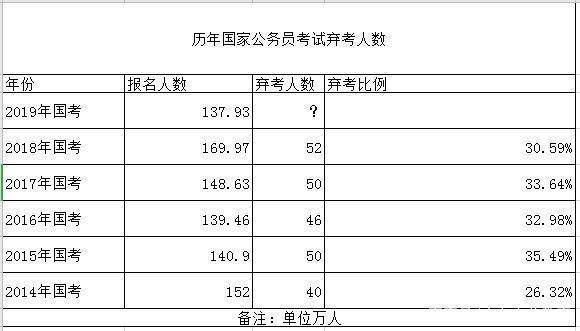 历年国家公务员考试弃考人数
年份 报名人数 弃考人数 弃考比例
2019年国考 137.93 ?
2018年国考 169.97 52 30.59%
2017年国考 148.63 50 33.64%
2016年国考 139.46 46 32.98%
2015年国考 140.9 50 35.49%
2014年国考 152 40 26.32%
备注：单位万人